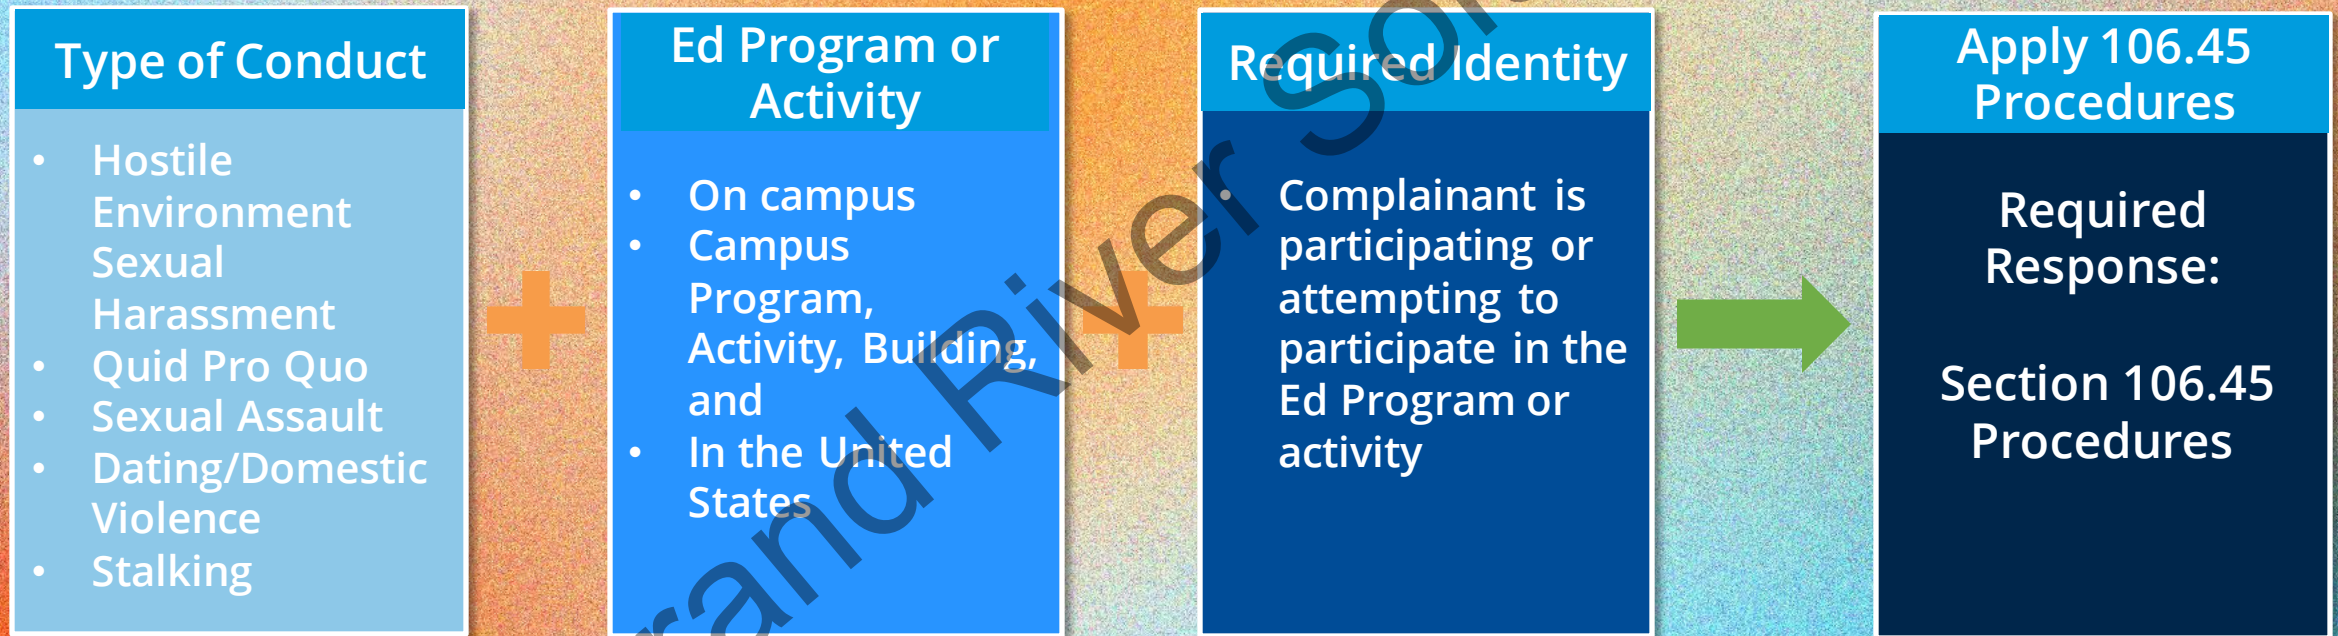 Type of Conduct
• Hostile
Environment
Sexual
Harassment
• Quid Pro Quo
• Sexual Assault
• Dating/Domestic
Violence
• Stalking
Ed Program or
Activity
• On campus
• Campus
Program,
Activity, Building,
and
• In the United
States
Required Identity
• Complainant is
participating or
attempting to
participate in the
Ed Program or
activity
Apply 106.45
Procedures
Required
Response:
Section 106.45
Procedures
River